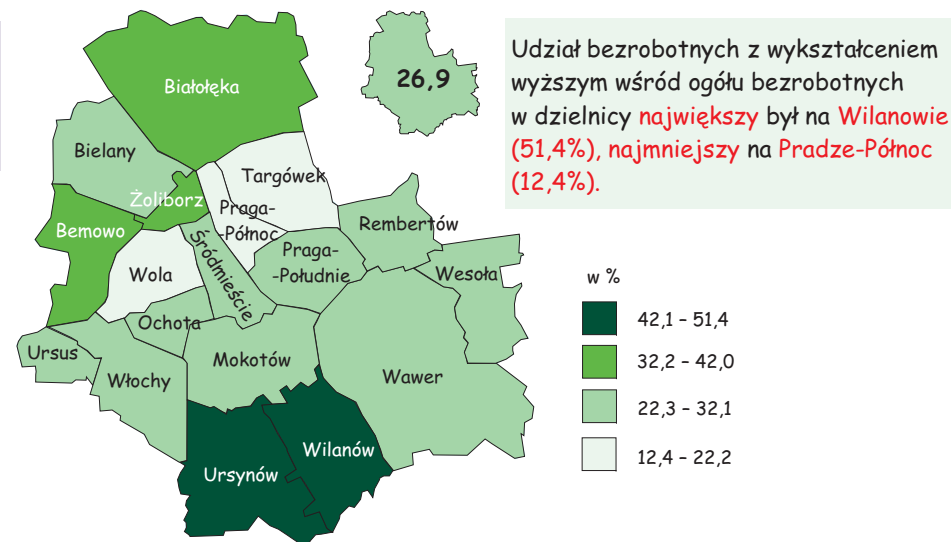 Białołęka
26,9
Udział bezrobotnych z wykształceniem
wyższym wśród ogółu bezrobotnych
w dzielnicy największy był na Wilanowie
(51,4%), najmniejszy na Pradze-Północ
(12,4%).
Bielany
Targówek
Żoliborz
Praga-
-Północ
Rembertów
Bemowo
Śródmieście
Praga-
-Południe
Wola
Wesoła
Ochota
Ursus
Mokotów
Włochy
Wawer
Wilanów
Ursynów
w %
42,1 – 51,4
32,2 – 42,0
22,3 – 32,1
12,4 – 22,2